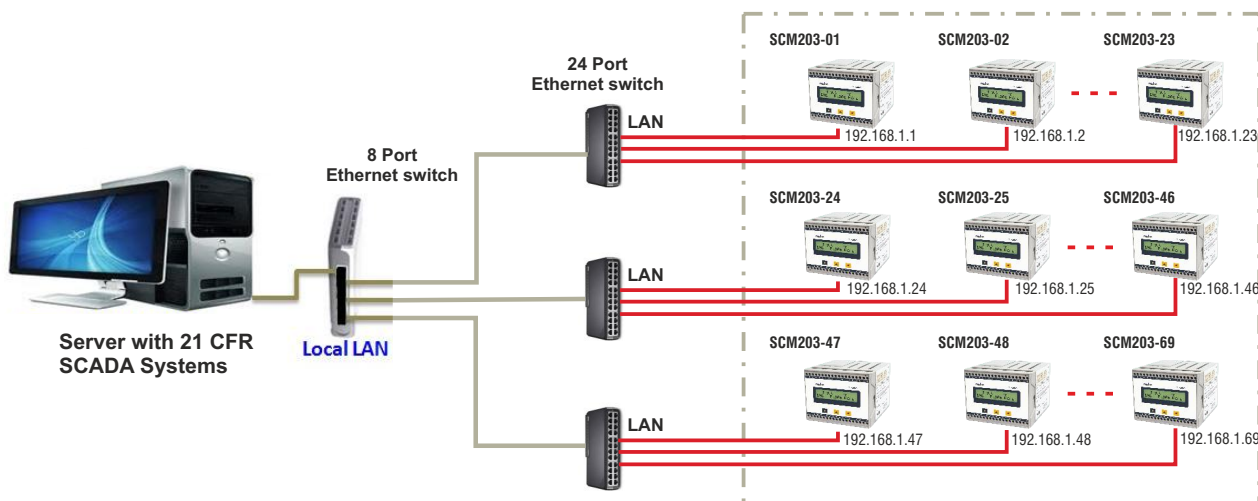 SCM203-01
SCM203-02
SCM203-23
24 Port
Ethernet switch
LAN
192.168.1.1
192.168.1.2
192.168.1.23
8 Port
Ethernet switch
SCM203-24
SCM203-25
SCM203-46
LAN
192.168.1.24
192.168.1.25
192.168.1.46
Server with 21 CFR
SCADA Systems
Local LAN
SCM203-47
SCM203-48
SCM203-69
LAN
192.168.1.47
192.168.1.48
192.168.1.69